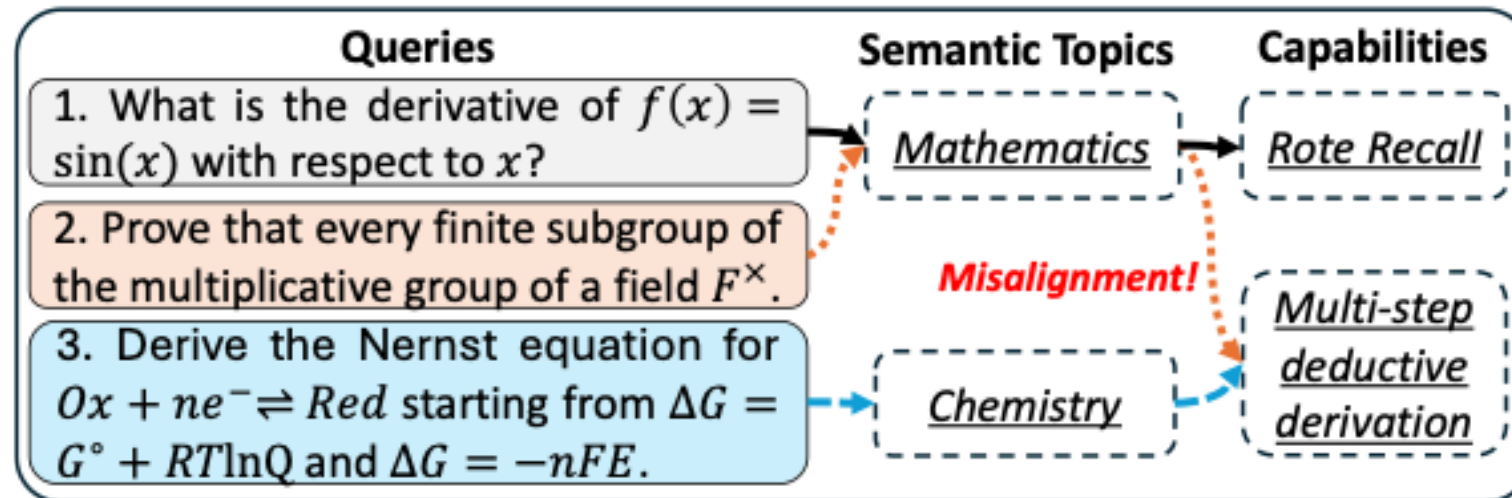 Queries
Semantic Topics
Capabilities
1. What is the derivative of f(x) =
sin(x) with respect to x?
Mathematics
Rote Recall
2. Prove that every finite subgroup of
the multiplicative group of a field F×.
Misalignment!
3. Derive the Nernst equation for
Ox + ne⁻ ⇌ Red starting from ΔG =
G° + RTlnQ and ΔG = −nFE.
Chemistry
Multi-step
deductive
derivation